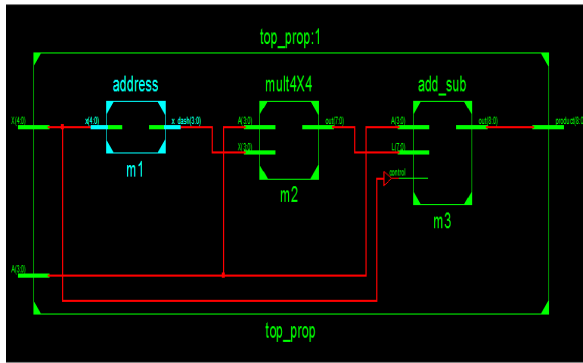 top_prop:1
address
mult4X4
add_sub
X(4:0)
x(4:0)
x_dash(3:0)
A(3:0)
out(7:0)
A(3:0)
out(8:0)
product(8:0)
X(3:0)
L(7:0)
m1
control
m2
m3
A(3:0)
top_prop